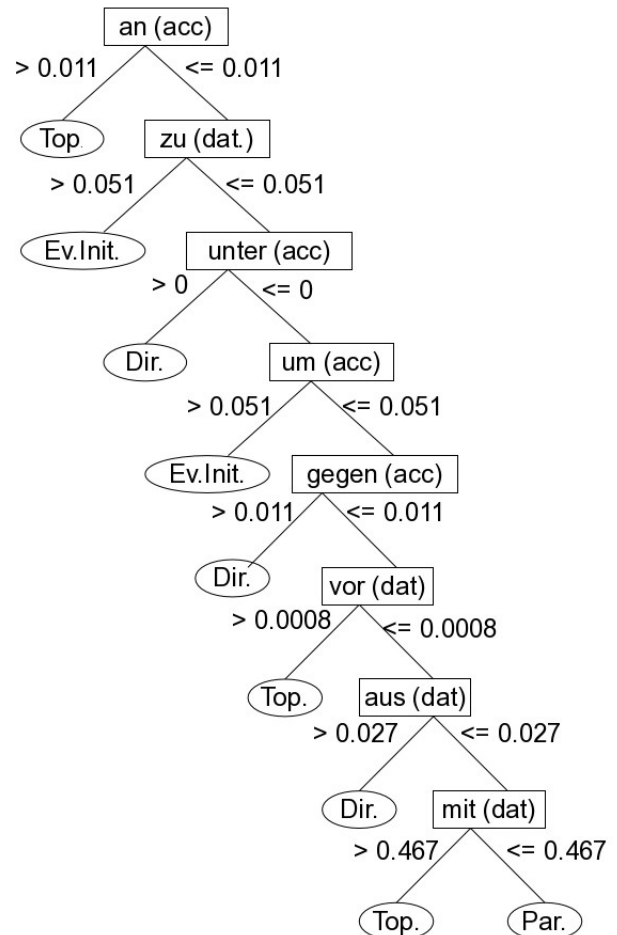 an (acc)
> 0.011 <= 0.011
Top. zu (dat.)
> 0.051 <= 0.051
Ev.Init. unter (acc)
> 0 <= 0
Dir. um (acc)
> 0.051 <= 0.051
Ev.Init. gegen (acc)
> 0.011 <= 0.011
Dir. vor (dat)
> 0.0008 <= 0.0008
Top. aus (dat)
> 0.027 <= 0.027
Dir. mit (dat)
> 0.467 <= 0.467
Top. Par.